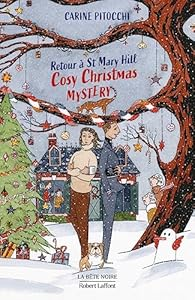 CARINE PITOCCHI
Retour à St Mary Hill
COSY CHRISTMAS
MYSTERY
LA BÊTE NOIRE
Robert Laffont